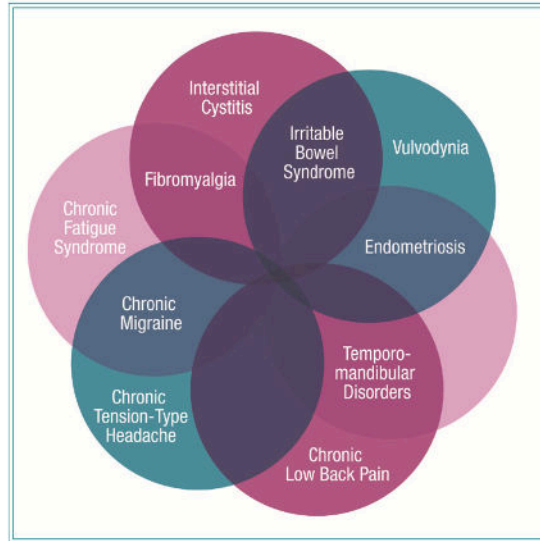 Interstitial
Cystitis
Irritable
Bowel
Syndrome
Vulvodynia
Fibromyalgia
Chronic
Fatigue
Syndrome
Endometriosis
Chronic
Migraine
Temporo-
mandibular
Disorders
Chronic
Tension-Type
Headache
Chronic
Low Back Pain